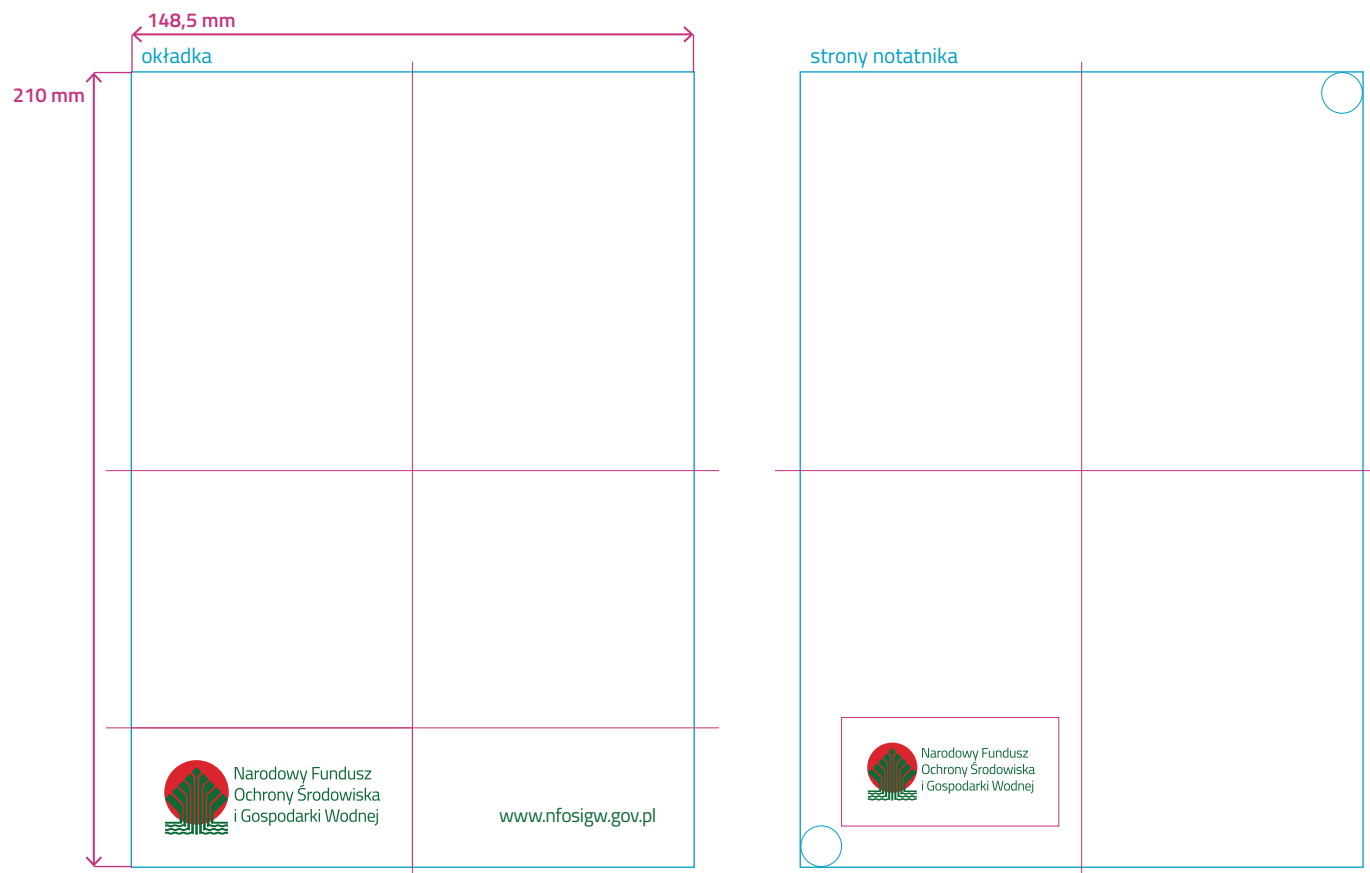 148,5 mm
okładka
strony notatnika
210 mm
Narodowy Fundusz
Ochrony Środowiska
i Gospodarki Wodnej
www.nfosigw.gov.pl
Narodowy Fundusz
Ochrony Środowiska
i Gospodarki Wodnej